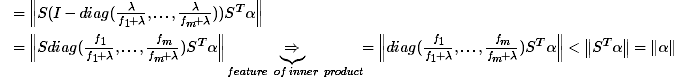 = ‖S(I − diag(λ/(f₁+λ), …, λ/(fₘ+λ)))Sᵀα‖
= ‖Sdiag(f₁/(f₁+λ), …, fₘ/(fₘ+λ))Sᵀα‖ ⇒ = ‖diag(f₁/(f₁+λ), …, fₘ/(fₘ+λ))Sᵀα‖ < ‖Sᵀα‖ = ‖α‖
feature of inner product